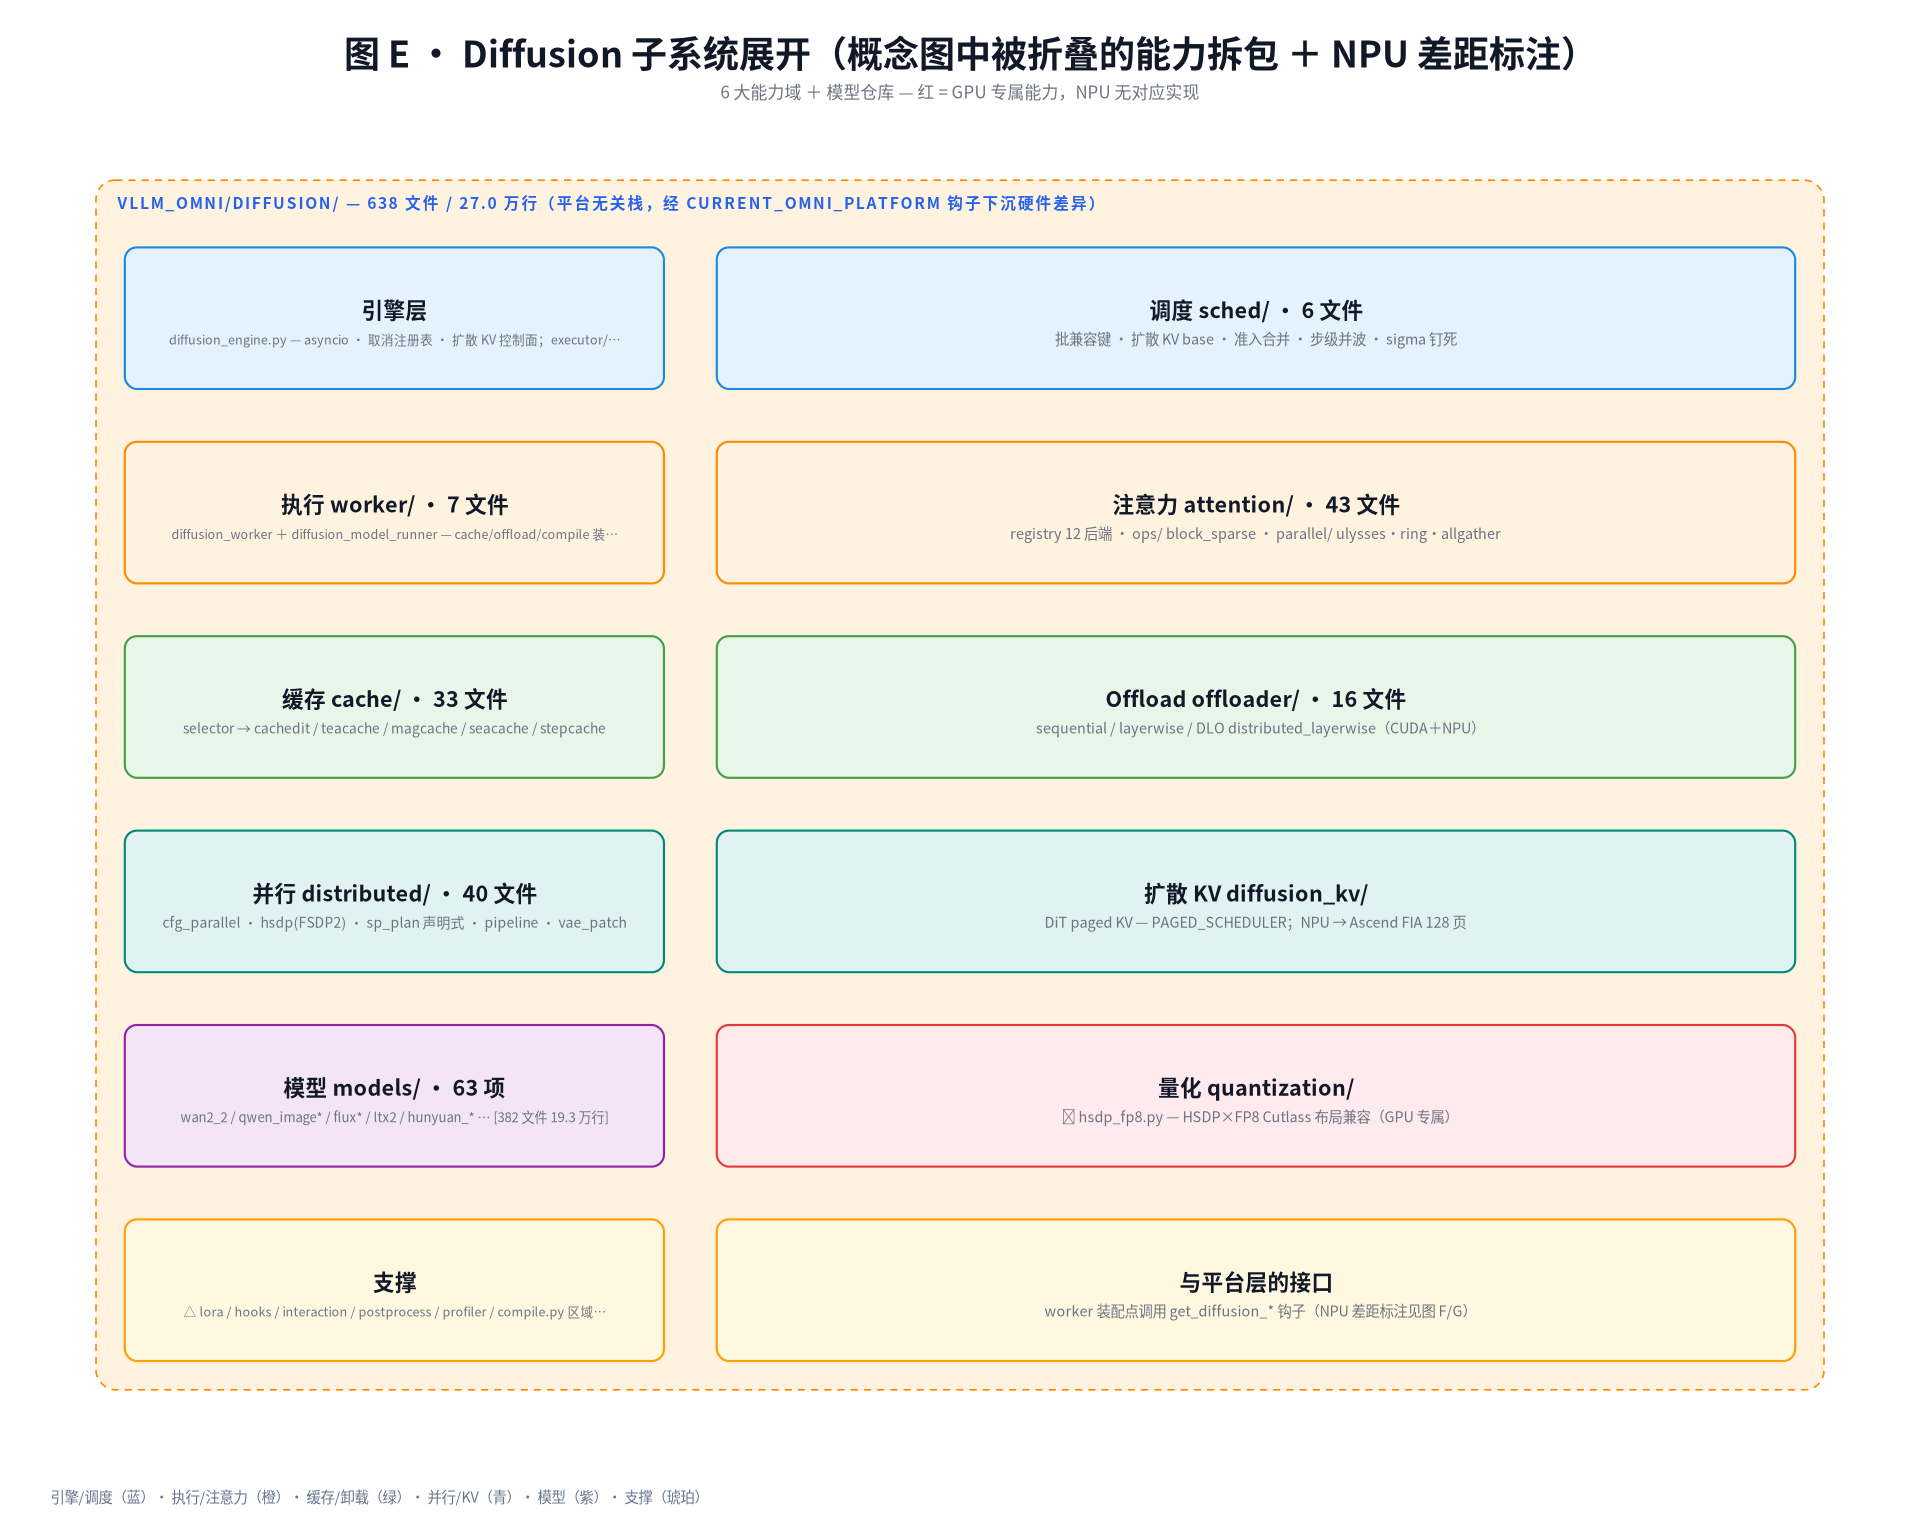 图 E · Diffusion 子系统展开（概念图中被折叠的能力拆包 ＋ NPU 差距标注）
6 大能力域 ＋ 模型仓库 — 红 = GPU 专属能力，NPU 无对应实现
VLLM_OMNI/DIFFUSION/ — 638 文件 / 27.0 万行（平台无关栈，经 CURRENT_OMNI_PLATFORM 钩子下沉硬件差异）
引擎层
diffusion_engine.py — asyncio · 取消注册表 · 扩散 KV 控制面；executor/…
调度 sched/ · 6 文件
批兼容键 · 扩散 KV base · 准入合并 · 步级并波 · sigma 钉死
执行 worker/ · 7 文件
diffusion_worker ＋ diffusion_model_runner — cache/offload/compile 装…
注意力 attention/ · 43 文件
registry 12 后端 · ops/ block_sparse · parallel/ ulysses·ring·allgather
缓存 cache/ · 33 文件
selector → cachedit / teacache / magcache / seacache / stepcache
Offload offloader/ · 16 文件
sequential / layerwise / DLO distributed_layerwise（CUDA＋NPU）
并行 distributed/ · 40 文件
cfg_parallel · hsdp(FSDP2) · sp_plan 声明式 · pipeline · vae_patch
扩散 KV diffusion_kv/
DiT paged KV — PAGED_SCHEDULER；NPU → Ascend FIA 128 页
模型 models/ · 63 项
wan2_2 / qwen_image* / flux* / ltx2 / hunyuan_* … [382 文件 19.3 万行]
量化 quantization/
hsdp_fp8.py — HSDP×FP8 Cutlass 布局兼容（GPU 专属）
支撑
△ lora / hooks / interaction / postprocess / profiler / compile.py 区域…
与平台层的接口
worker 装配点调用 get_diffusion_* 钩子（NPU 差距标注见图 F/G）
引擎/调度（蓝） · 执行/注意力（橙） · 缓存/卸载（绿） · 并行/KV（青） · 模型（紫） · 支撑（琥珀）